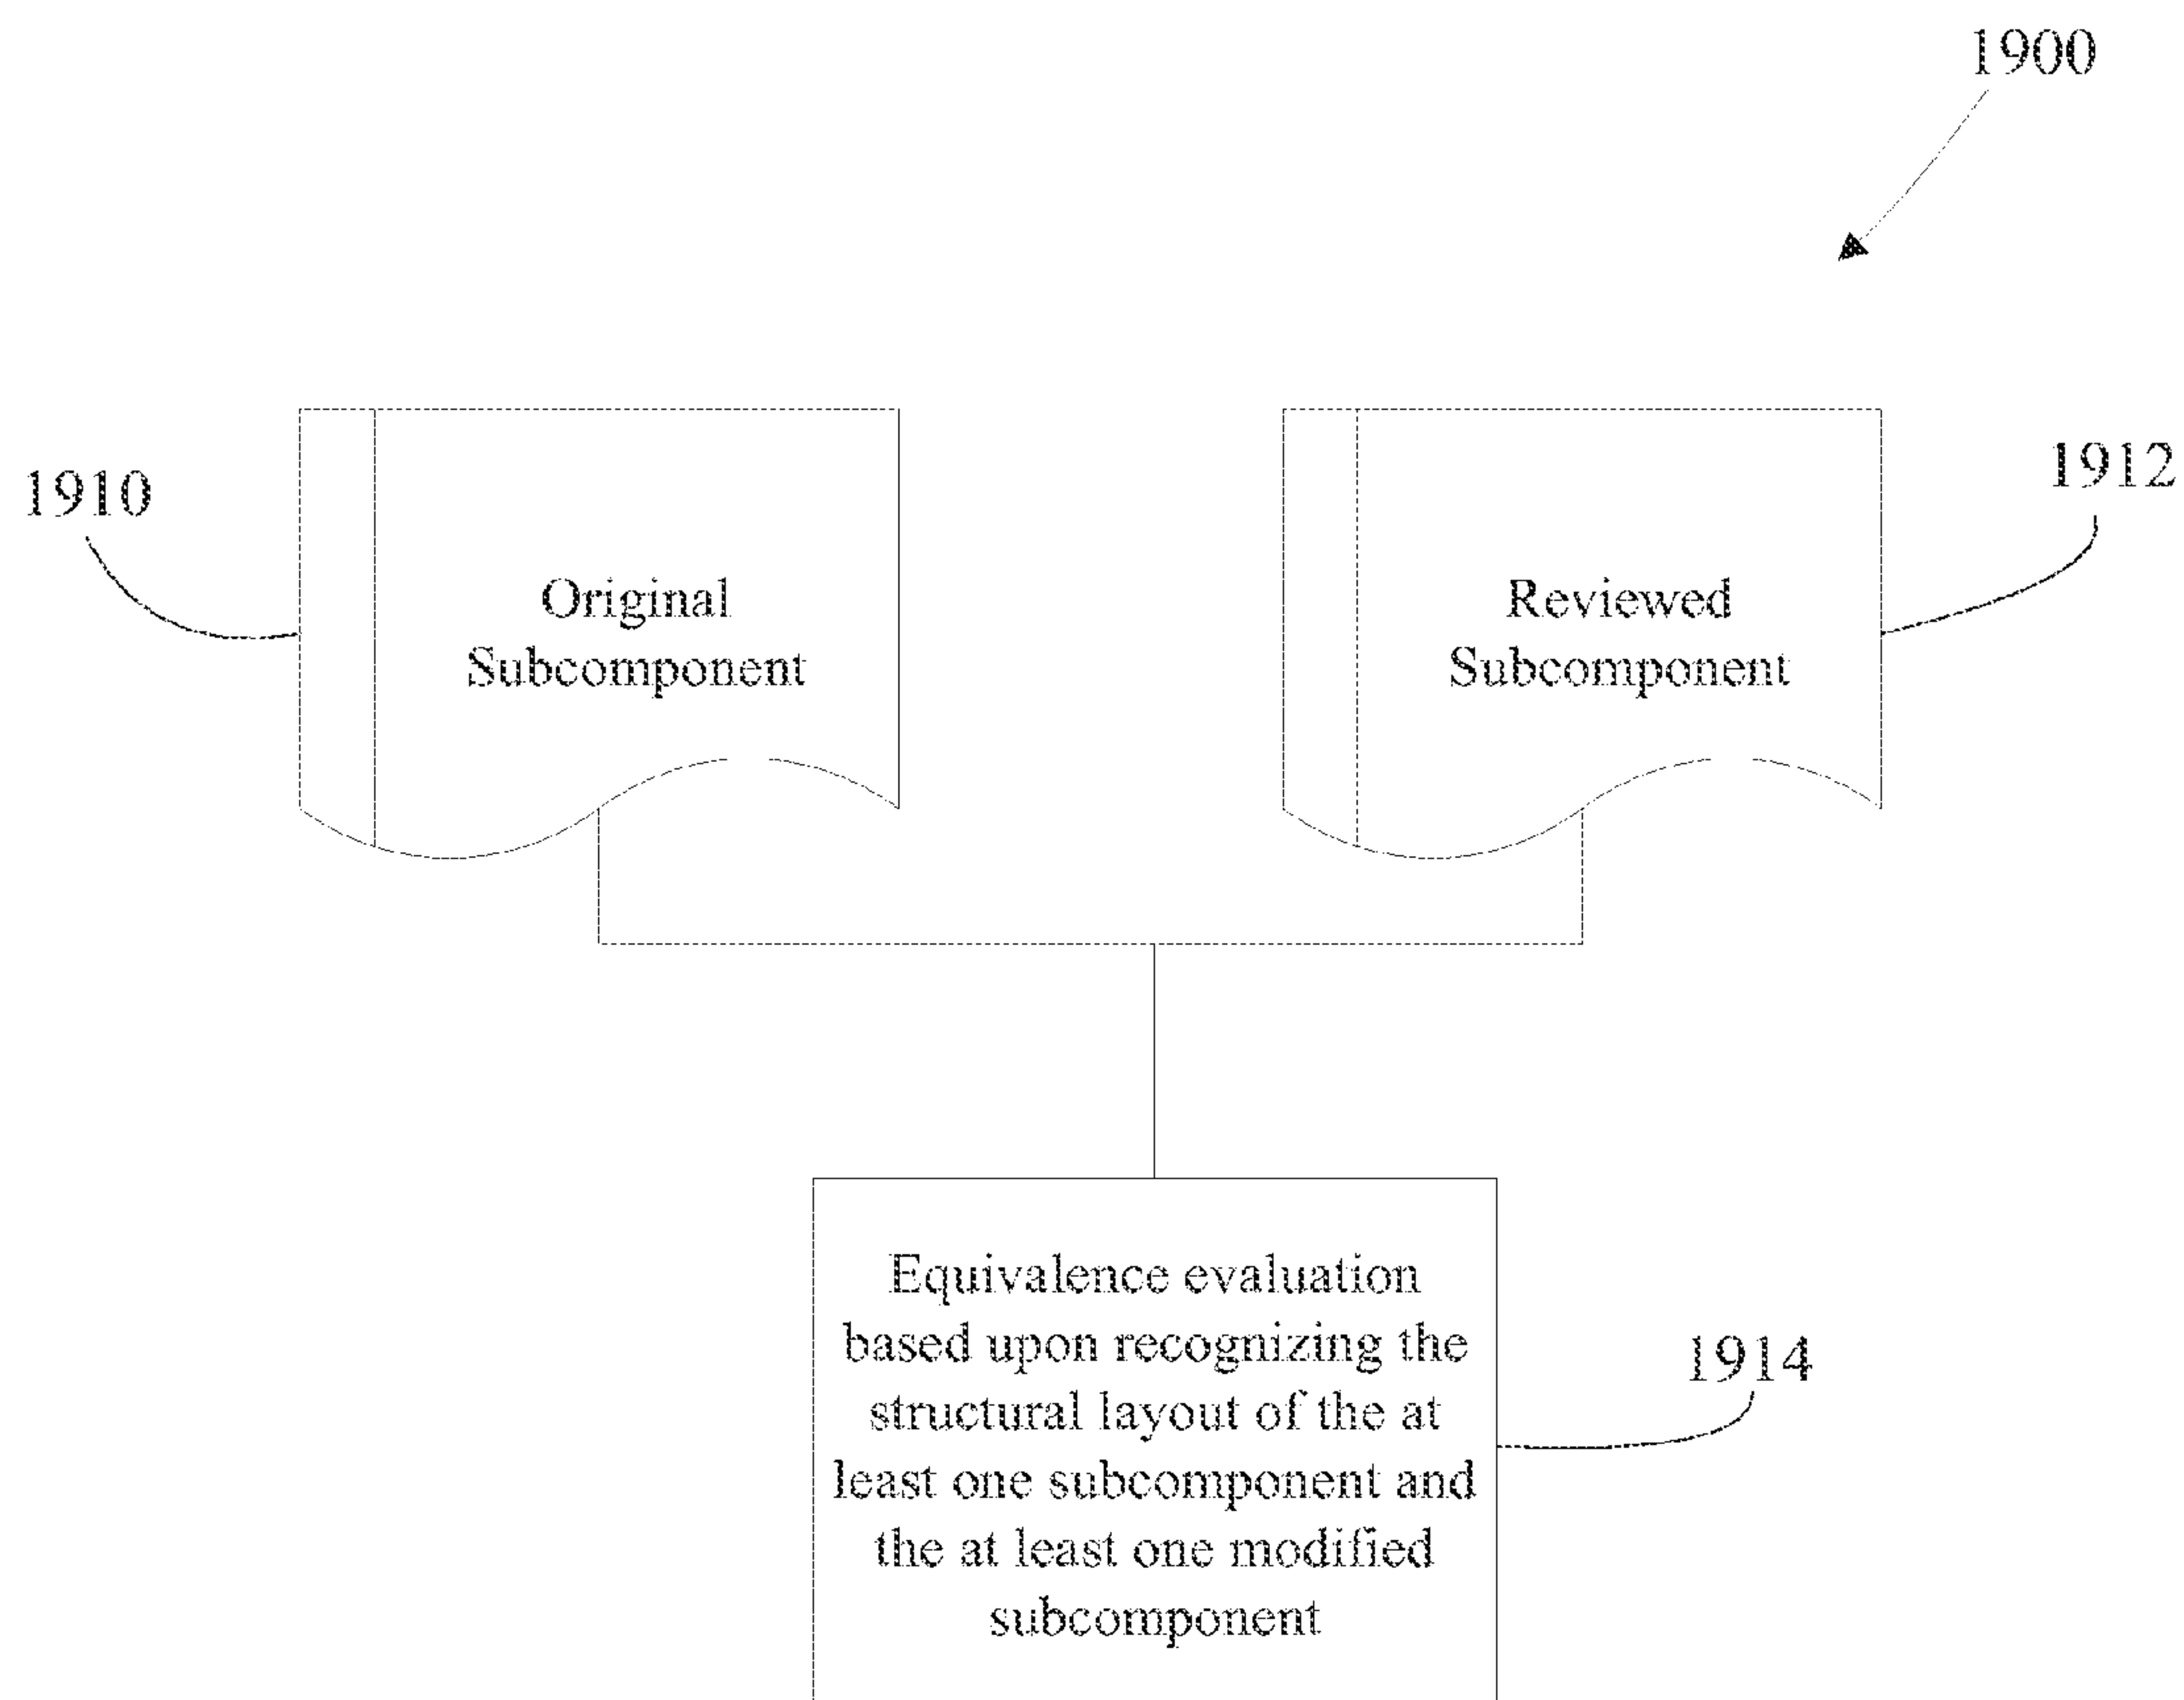 1900
1910
1912
Original
Subcomponent
Reviewed
Subcomponent
Equivalence evaluation
based upon recognizing the
structural layout of the at
least one subcomponent and
the at least one modified
subcomponent
1914